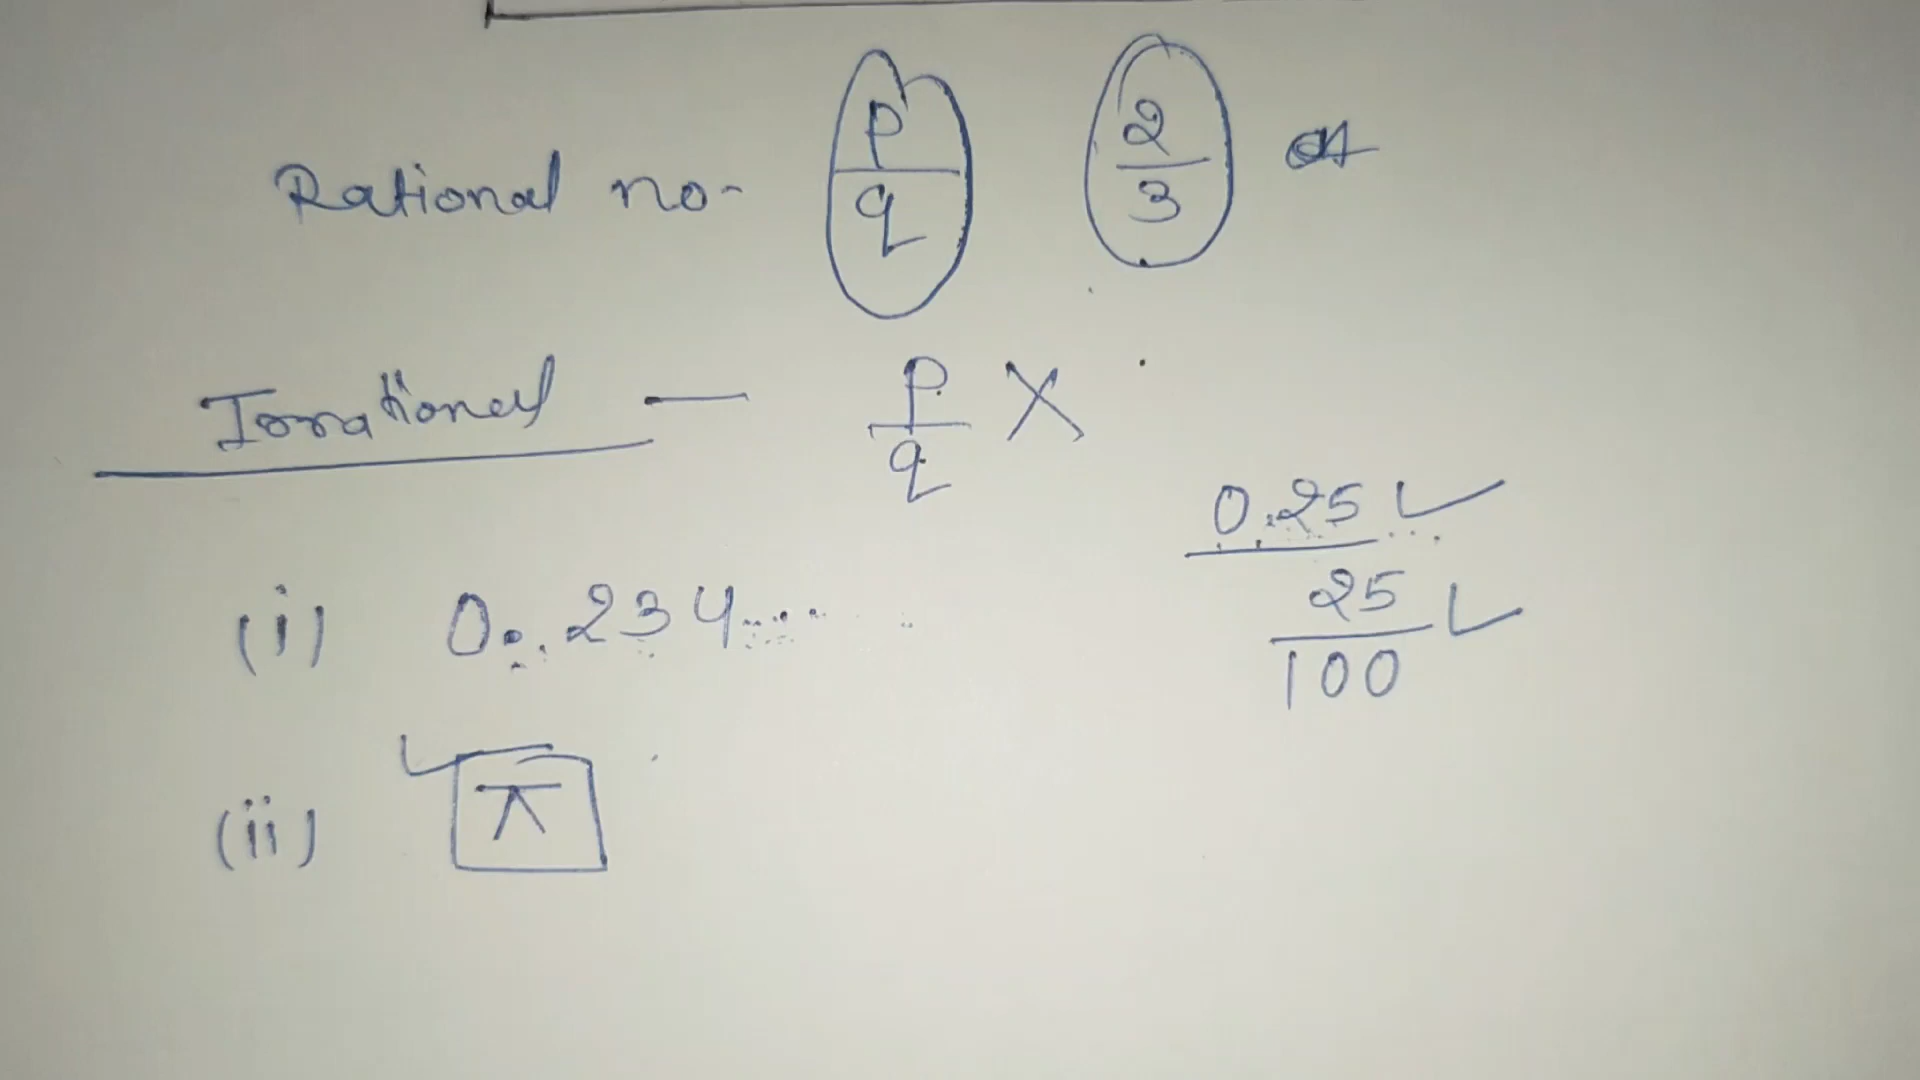 Rational no- p/q 2/3
Irrational — p/q X
0.25 ✓
25/100 ✓
(i) 0.234......
(ii) ✓ π